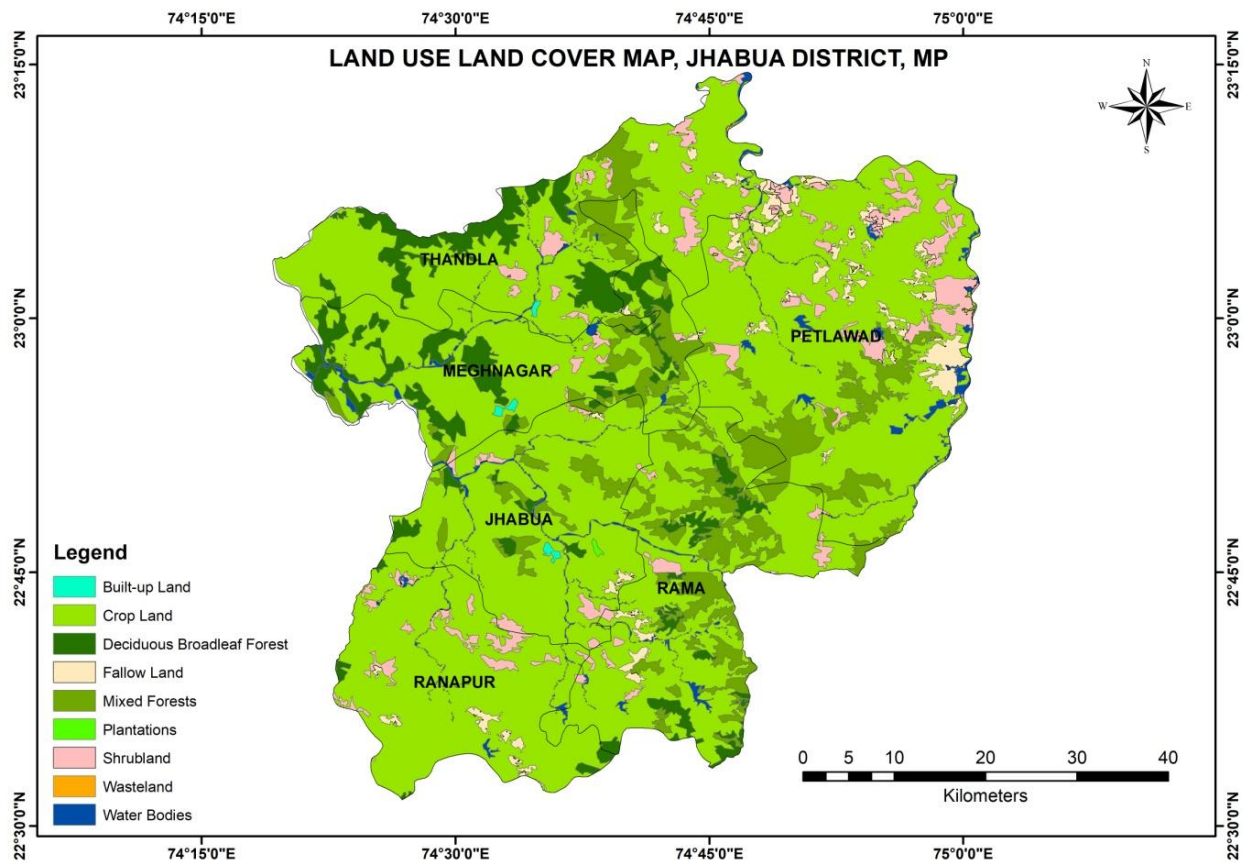 74°15'0"E 74°30'0"E 74°45'0"E 75°0'0"E
LAND USE LAND COVER MAP, JHABUA DISTRICT, MP
23°15'0"N 23°15'0"N
N
W E
S
THANDLA
23°0'0"N 23°0'0"N
PETLAWAD
MEGHNAGAR
JHABUA
Legend
22°45'0"N 22°45'0"N
Built-up Land
RAMA
Crop Land
Deciduous Broadleaf Forest
Fallow Land
RANAPUR
Mixed Forests
Plantations
Shrubland
Wasteland
Water Bodies
0 5 10 20 30 40
Kilometers
22°30'0"N 22°30'0"N
74°15'0"E 74°30'0"E 74°45'0"E 75°0'0"E